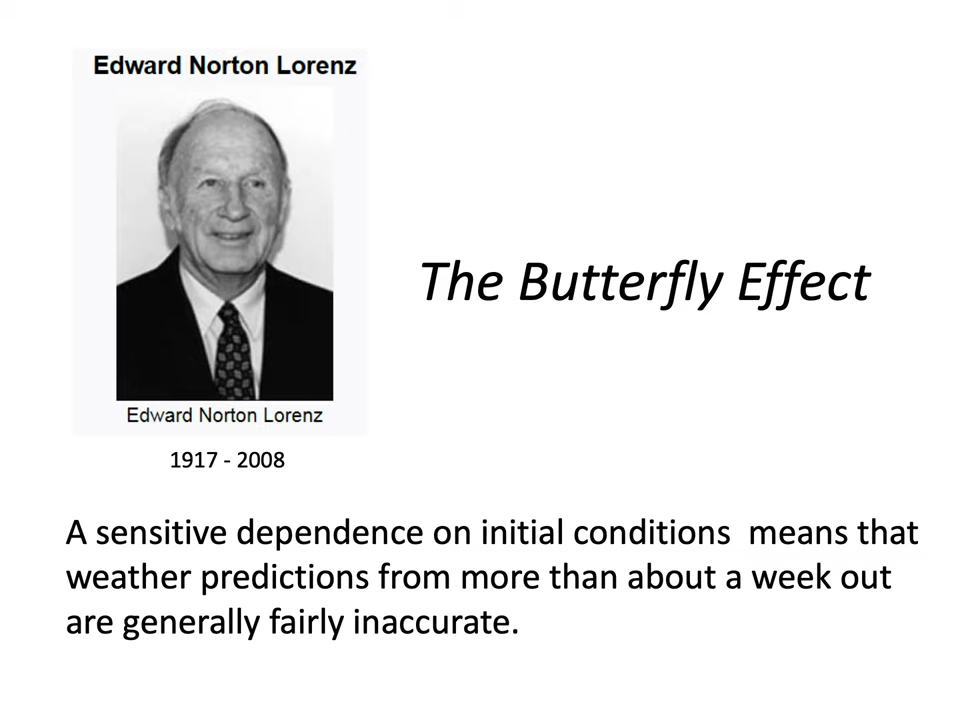 Edward Norton Lorenz
Edward Norton Lorenz
1917 - 2008
The Butterfly Effect
A sensitive dependence on initial conditions  means that
weather predictions from more than about a week out
are generally fairly inaccurate.